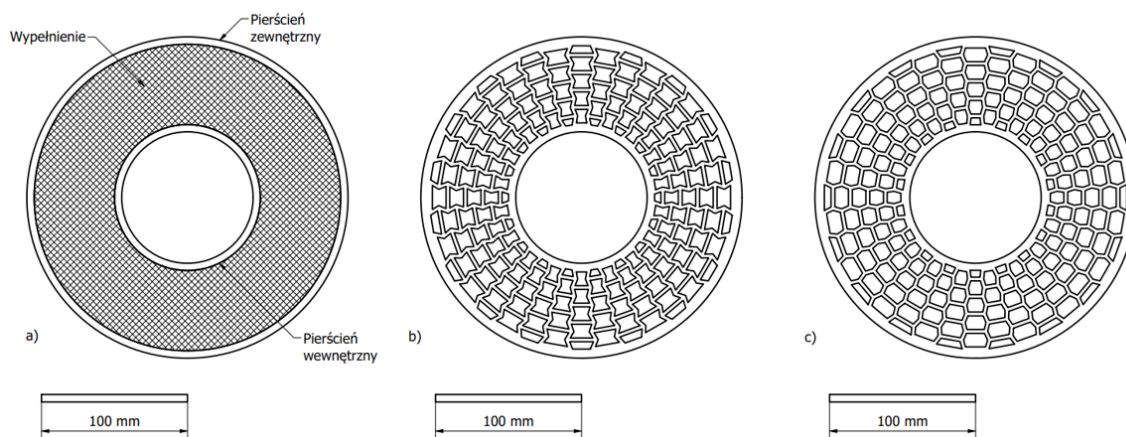 Wypełnienie
Pierścień
zewnętrzny
a)
Pierścień
wewnętrzny
b)
c)
100 mm
100 mm
100 mm